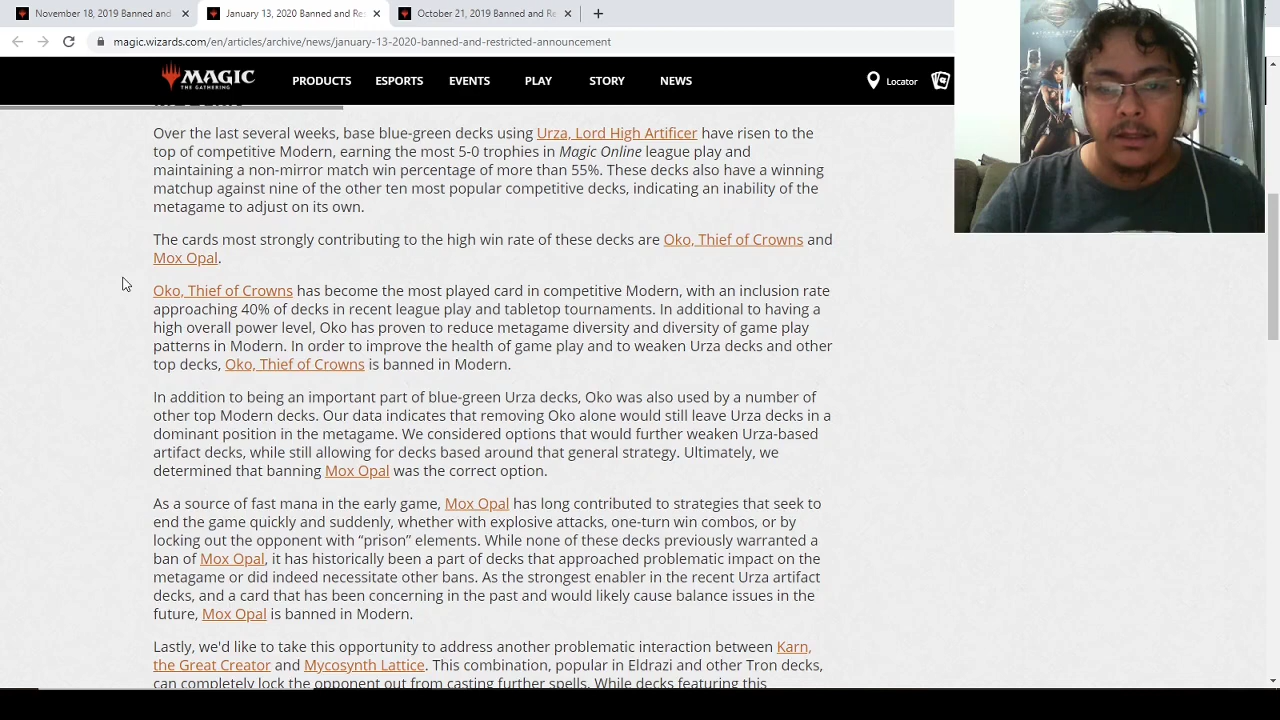 November 18, 2019 Banned and
January 13, 2020 Banned and Res
October 21, 2019 Banned and Re
magic.wizards.com/en/articles/archive/news/january-13-2020-banned-and-restricted-announcement
MAGIC
THE GATHERING
PRODUCTS
ESPORTS
EVENTS
PLAY
STORY
NEWS
Locator
Over the last several weeks, base blue-green decks using Urza, Lord High Artificer have risen to the
top of competitive Modern, earning the most 5-0 trophies in Magic Online league play and
maintaining a non-mirror match win percentage of more than 55%. These decks also have a winning
matchup against nine of the other ten most popular competitive decks, indicating an inability of the
metagame to adjust on its own.
The cards most strongly contributing to the high win rate of these decks are Oko, Thief of Crowns and
Mox Opal.
Oko, Thief of Crowns has become the most played card in competitive Modern, with an inclusion rate
approaching 40% of decks in recent league play and tabletop tournaments. In additional to having a
high overall power level, Oko has proven to reduce metagame diversity and diversity of game play
patterns in Modern. In order to improve the health of game play and to weaken Urza decks and other
top decks, Oko, Thief of Crowns is banned in Modern.
In addition to being an important part of blue-green Urza decks, Oko was also used by a number of
other top Modern decks. Our data indicates that removing Oko alone would still leave Urza decks in a
dominant position in the metagame. We considered options that would further weaken Urza-based
artifact decks, while still allowing for decks based around that general strategy. Ultimately, we
determined that banning Mox Opal was the correct option.
As a source of fast mana in the early game, Mox Opal has long contributed to strategies that seek to
end the game quickly and suddenly, whether with explosive attacks, one-turn win combos, or by
locking out the opponent with “prison” elements. While none of these decks previously warranted a
ban of Mox Opal, it has historically been a part of decks that approached problematic impact on the
metagame or did indeed necessitate other bans. As the strongest enabler in the recent Urza artifact
decks, and a card that has been concerning in the past and would likely cause balance issues in the
future, Mox Opal is banned in Modern.
Lastly, we'd like to take this opportunity to address another problematic interaction between Karn,
the Great Creator and Mycosynth Lattice. This combination, popular in Eldrazi and other Tron decks,
can completely lock the opponent out from casting further spells. While decks featuring this